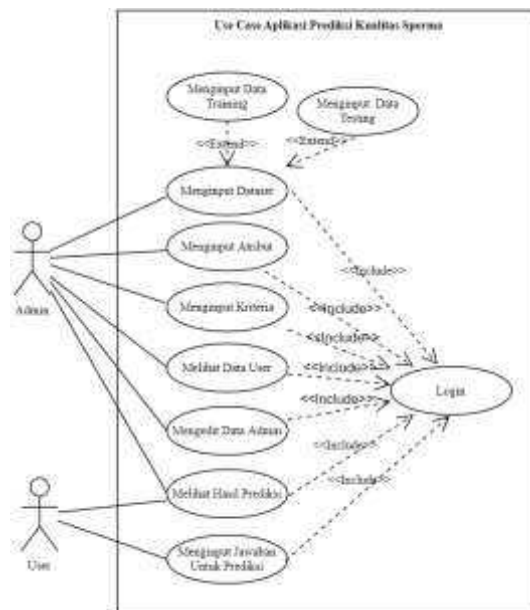 Use Case Aplikasi Prediksi Kualitas Sperma
Menginput Data
Training
Menginput Data
Testing
<<Extend>>
<<Extend>>
Menginput Dataset
<<Include>>
Menginput Atribut
Admin
Menginput Kriteria
<<Include>>
<<Include>>
Melihat Data User
<<Include>>
<<Include>>
Login
Mengedit Data Admin
<<Include>>
Melihat Hasil Prediksi
<<Include>>
User
Menginput Jawaban
Untuk Prediksi